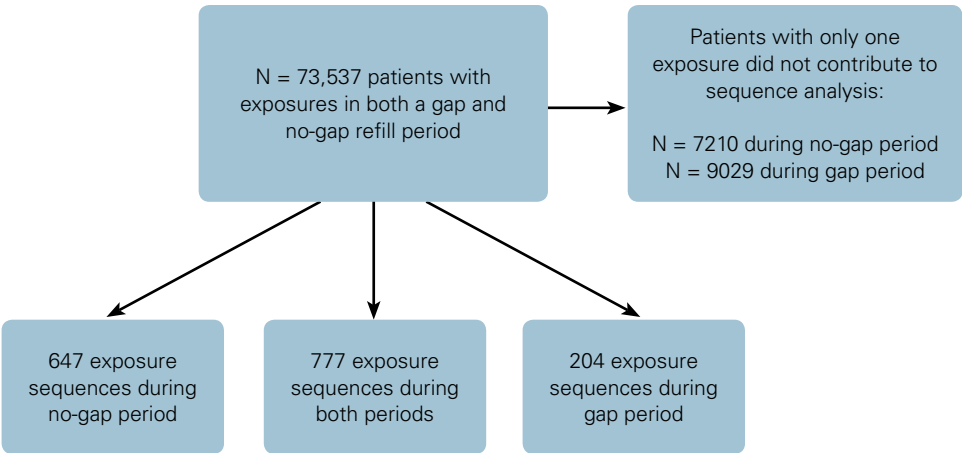 N = 73,537 patients with
exposures in both a gap and
no-gap refill period
Patients with only one
exposure did not contribute to
sequence analysis:
N = 7210 during no-gap period
N = 9029 during gap period
647 exposure
sequences during
no-gap period
777 exposure
sequences during
both periods
204 exposure
sequences during
gap period